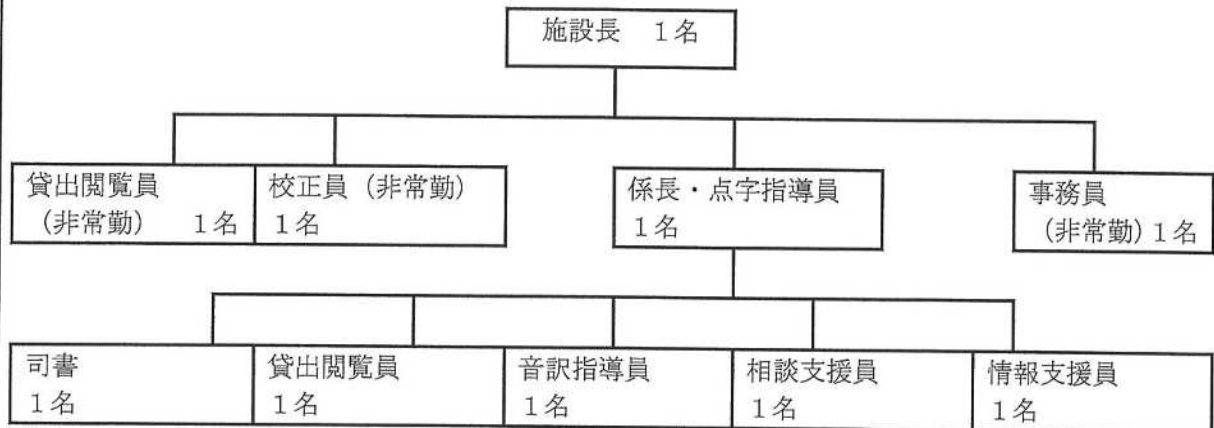 施設長　１名
貸出閲覧員
（非常勤）　１名
校正員（非常勤）
１名
係長・点字指導員
１名
事務員
（非常勤）１名
司書
１名
貸出閲覧員
１名
音訳指導員
１名
相談支援員
１名
情報支援員
１名